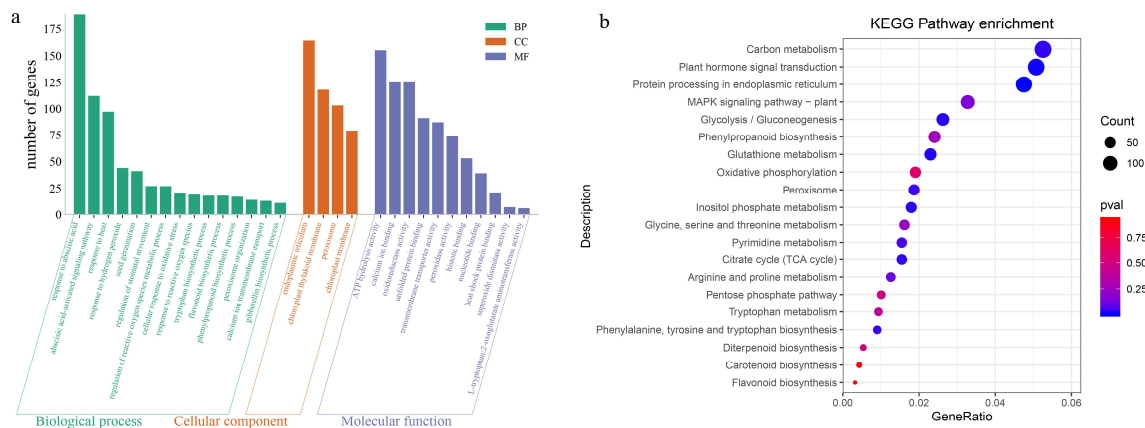 a
number of genes
175
150
125
100
75
50
25
0
BP
CC
MF
response to abscisic acid
abscisic acid-activated signaling pathway
response to heat
response to hydrogen peroxide
seed germination
regulation of stomatal movement
regulation of reactive oxygen species metabolic process
cellular response to oxidative stress
response to reactive oxygen species
tryptophan biosynthetic process
flavonoid biosynthetic process
phenylpropanoid biosynthetic process
peroxisome organization
calcium ion transmembrane transport
gibberellin biosynthetic process
endoplasmic reticulum
chloroplast thylakoid membrane
peroxisome
chloroplast membrane
ATP hydrolysis activity
calcium ion binding
oxidoreductase activity
unfolded protein binding
transmembrane transporter activity
peroxidase activity
histone binding
nucleotide binding
heat shock protein binding
superoxide dismutase activity
L-tryptopan:2-oxoglutarate aminotransferase activity
Biological process
Cellular component
Molecular function
b
KEGG Pathway enrichment
Description
Carbon metabolism
Plant hormone signal transduction
Protein processing in endoplasmic reticulum
MAPK signaling pathway − plant
Glycolysis / Gluconeogenesis
Phenylpropanoid biosynthesis
Glutathione metabolism
Oxidative phosphorylation
Peroxisome
Inositol phosphate metabolism
Glycine, serine and threonine metabolism
Pyrimidine metabolism
Citrate cycle (TCA cycle)
Arginine and proline metabolism
Pentose phosphate pathway
Tryptophan metabolism
Phenylalanine, tyrosine and tryptophan biosynthesis
Diterpenoid biosynthesis
Carotenoid biosynthesis
Flavonoid biosynthesis
0.00
0.02
0.04
0.06
GeneRatio
Count
50
100
pval
0.75
0.50
0.25